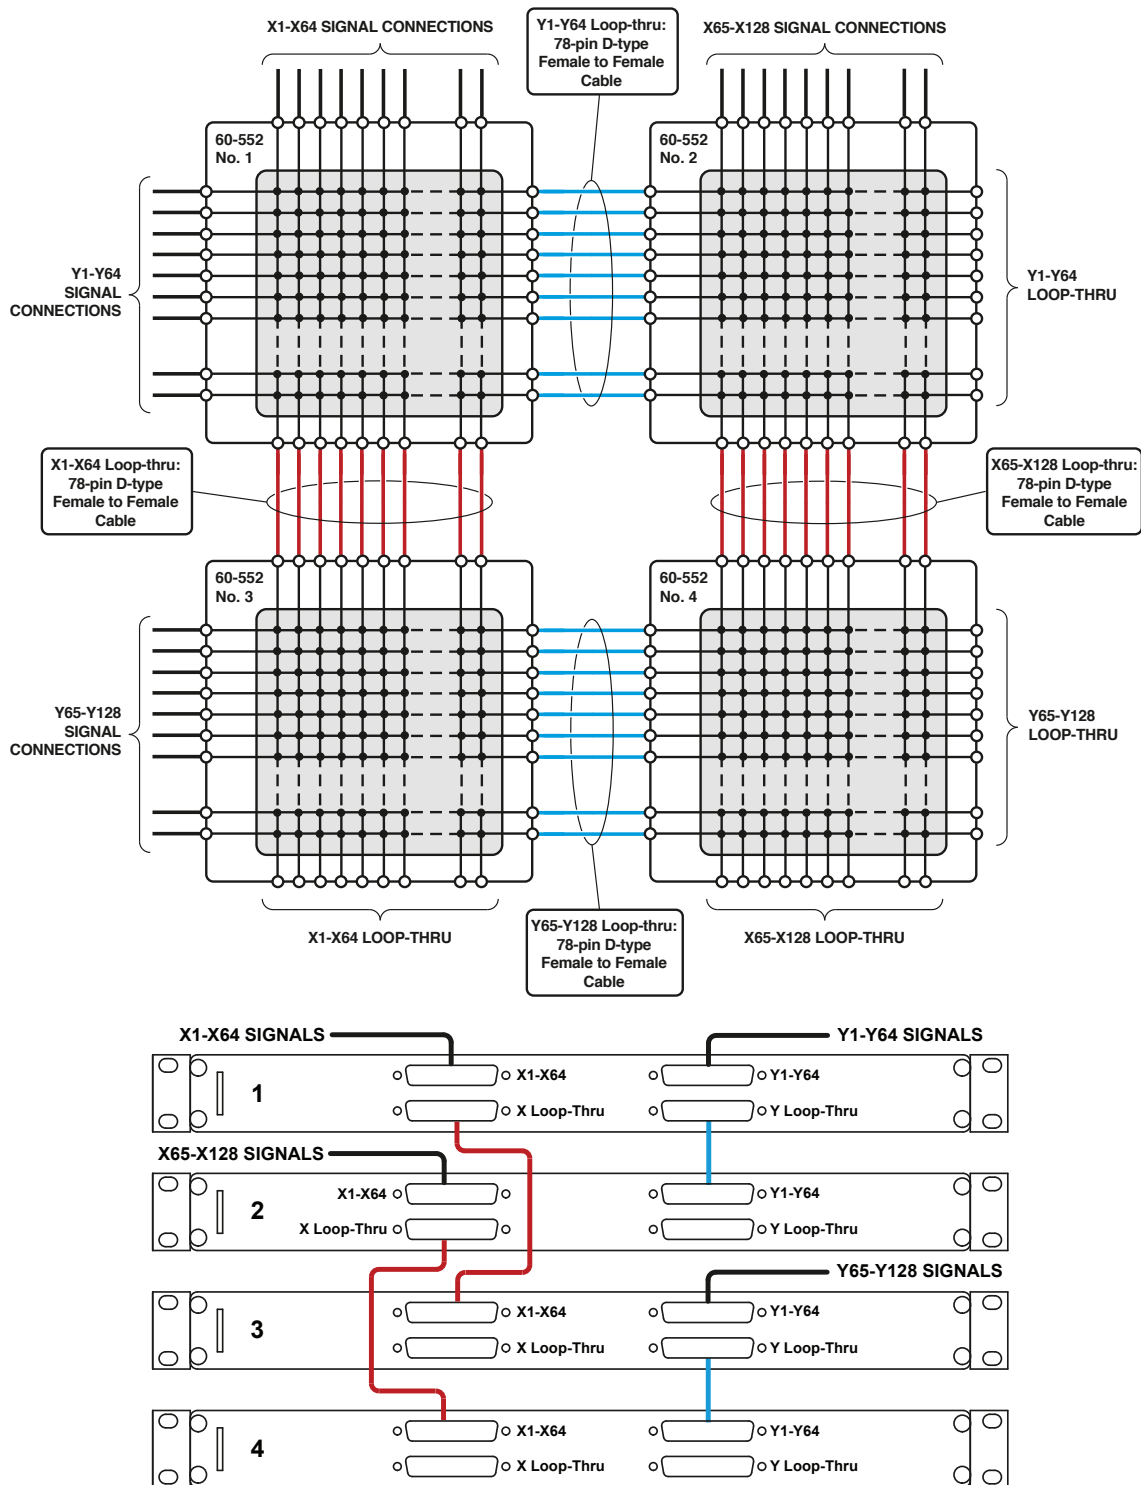 X1-X64 SIGNAL CONNECTIONS
Y1-Y64 Loop-thru:
78-pin D-type
Female to Female
Cable
X65-X128 SIGNAL CONNECTIONS
60-552
No. 1
60-552
No. 2
Y1-Y64
SIGNAL
CONNECTIONS
Y1-Y64
LOOP-THRU
X1-X64 Loop-thru:
78-pin D-type
Female to Female
Cable
X65-X128 Loop-thru:
78-pin D-type
Female to Female
Cable
60-552
No. 3
60-552
No. 4
Y65-Y128
SIGNAL
CONNECTIONS
Y65-Y128
LOOP-THRU
X1-X64 LOOP-THRU
Y65-Y128 Loop-thru:
78-pin D-type
Female to Female
Cable
X65-X128 LOOP-THRU
X1-X64 SIGNALS
Y1-Y64 SIGNALS
1
X1-X64
Y1-Y64
X Loop-Thru
Y Loop-Thru
X65-X128 SIGNALS
2
X1-X64
Y1-Y64
X Loop-Thru
Y Loop-Thru
Y65-Y128 SIGNALS
3
X1-X64
Y1-Y64
X Loop-Thru
Y Loop-Thru
4
X1-X64
Y1-Y64
X Loop-Thru
Y Loop-Thru